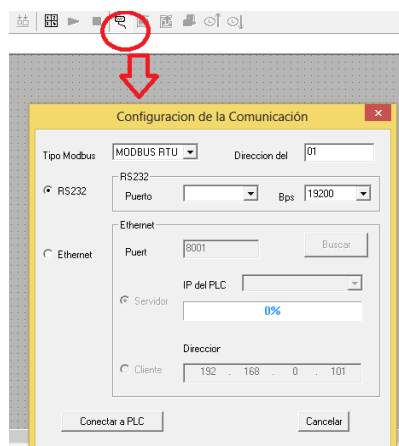 Configuracion de la Comunicación
Tipo Modbus MODBUS RTU Direccion del 01
RS232
RS232 Puerto Bps 19200
Ethernet
Ethernet Puert 8001 Buscar
IP del PLC
Servidor
0%
Direccior
Cliente 192 . 168 . 0 . 101
Conectar a PLC Cancelar